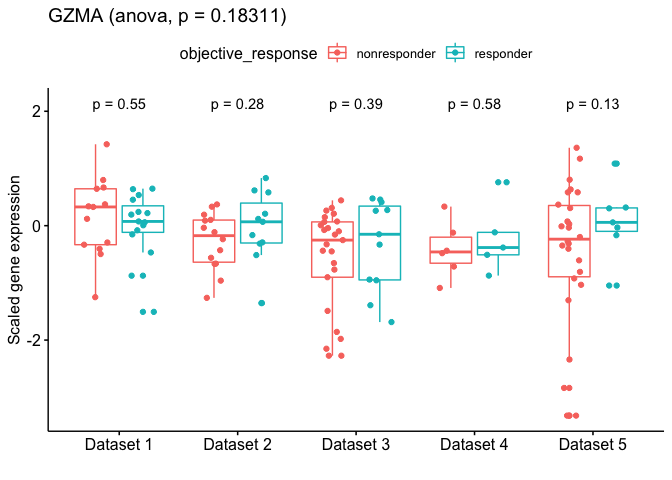 GZMA (anova, p = 0.18311)
objective_response nonresponder responder
p = 0.55 p = 0.28 p = 0.39 p = 0.58 p = 0.13
Scaled gene expression
2
0
-2
Dataset 1 Dataset 2 Dataset 3 Dataset 4 Dataset 5